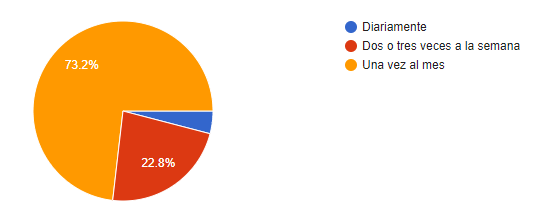 Diariamente
Dos o tres veces a la semana
Una vez al mes
73.2%
22.8%